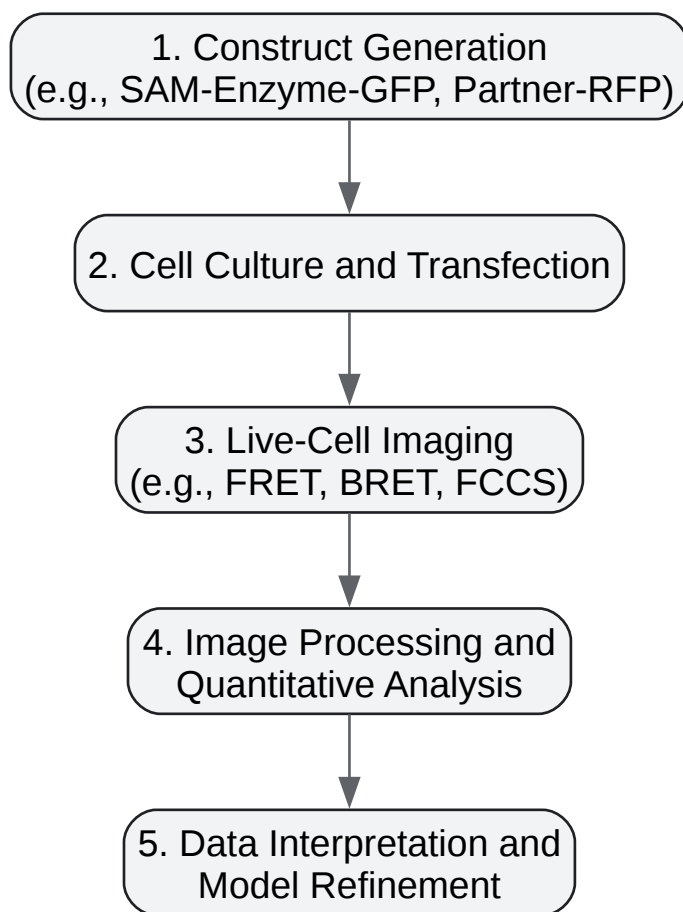 1. Construct Generation
(e.g., SAM-Enzyme-GFP, Partner-RFP)
2. Cell Culture and Transfection
3. Live-Cell Imaging
(e.g., FRET, BRET, FCCS)
4. Image Processing and
Quantitative Analysis
5. Data Interpretation and
Model Refinement